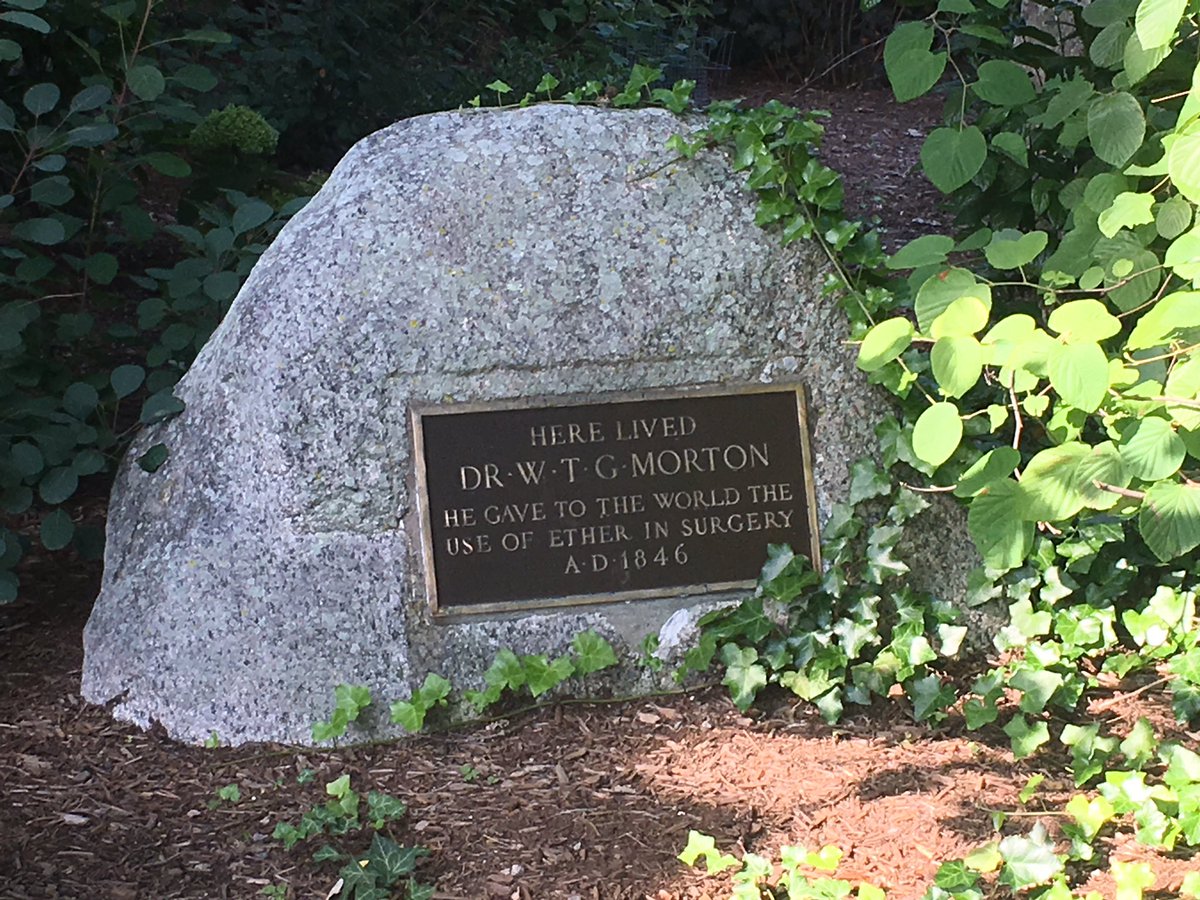 HERE LIVED
DR·W·T·G·MORTON
HE GAVE TO THE WORLD THE
USE OF ETHER IN SURGERY
A·D·1846